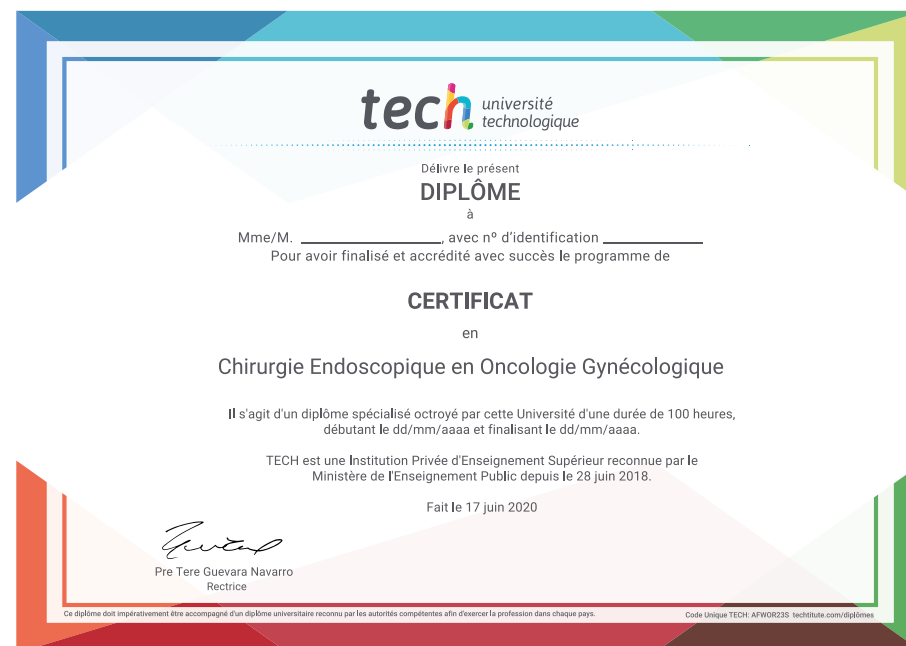 tech université
technologique
Délivre le présent
DIPLÔME
à
Mme/M. ____________________, avec nº d'identification ______________
Pour avoir finalisé et accrédité avec succès le programme de
CERTIFICAT
en
Chirurgie Endoscopique en Oncologie Gynécologique
Il s'agit d'un diplôme spécialisé octroyé par cette Université d'une durée de 100 heures,
débutant le dd/mm/aaaa et finalisant le dd/mm/aaaa.
TECH est une Institution Privée d'Enseignement Supérieur reconnue par le
Ministère de l'Enseignement Public depuis le 28 juin 2018.
Fait le 17 juin 2020
Pre Tere Guevara Navarro
Rectrice
Ce diplôme doit impérativement être accompagné d'un diplôme universitaire reconnu par les autorités compétentes afin d'exercer la profession dans chaque pays.
Code Unique TECH: AFWOR23S techtitute.com/diplômes